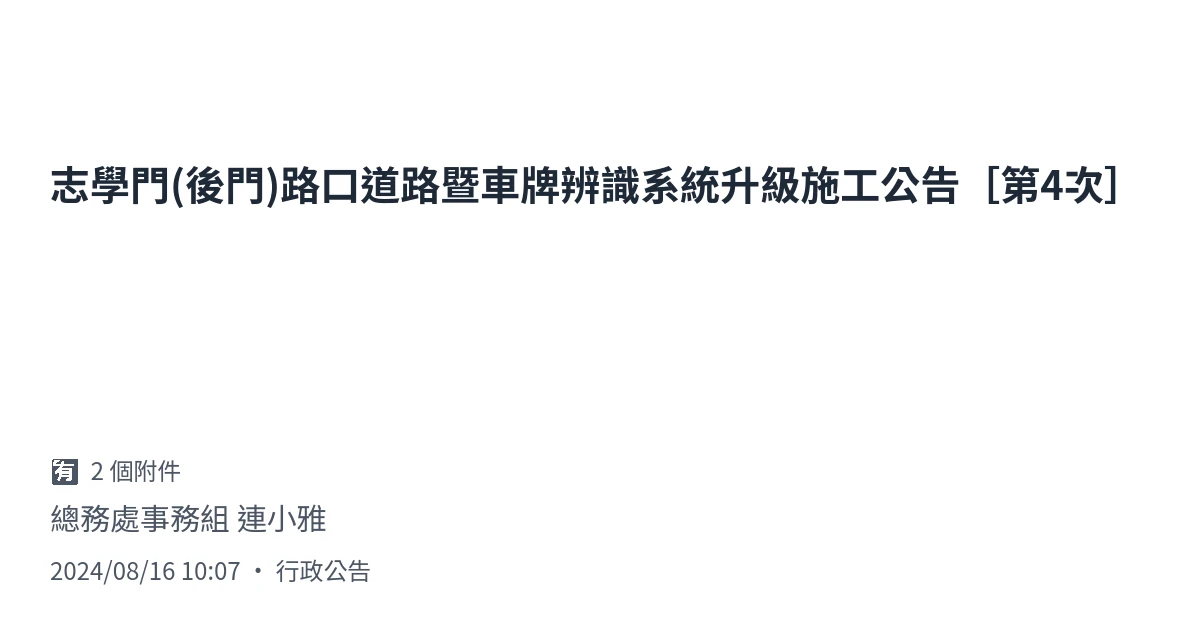 志學門(後門)路口道路暨車牌辨識系統升級施工公告［第4次］
🈶 2 個附件
總務處事務組 連小雅
2024/08/16 10:07 • 行政公告